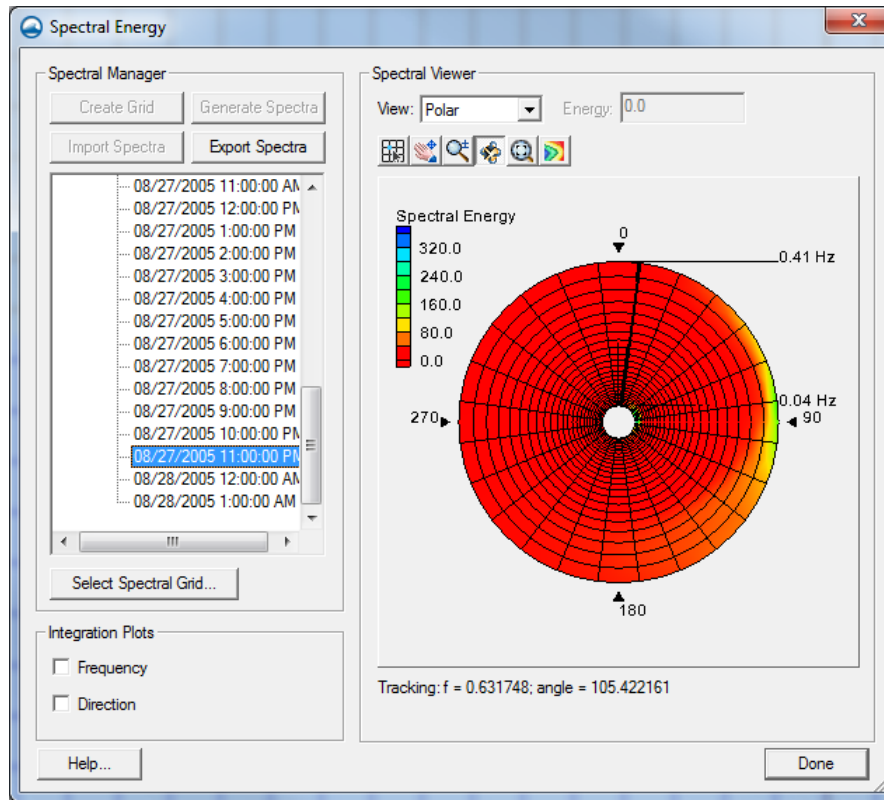 Spectral Energy
Spectral Manager
Create Grid
Generate Spectra
Import Spectra
Export Spectra
08/27/2005 11:00:00 AM
08/27/2005 12:00:00 PM
08/27/2005 1:00:00 PM
08/27/2005 2:00:00 PM
08/27/2005 3:00:00 PM
08/27/2005 4:00:00 PM
08/27/2005 5:00:00 PM
08/27/2005 6:00:00 PM
08/27/2005 7:00:00 PM
08/27/2005 8:00:00 PM
08/27/2005 9:00:00 PM
08/27/2005 10:00:00 PM
08/27/2005 11:00:00 PM
08/28/2005 12:00:00 AM
08/28/2005 1:00:00 AM
Select Spectral Grid...
Integration Plots
Frequency
Direction
Help...
Spectral Viewer
View: Polar
Energy: 0.0
Spectral Energy
320.0
240.0
160.0
80.0
0.0
0
0.41 Hz
0.04 Hz
270
90
180
Tracking: f = 0.631748; angle = 105.422161
Done